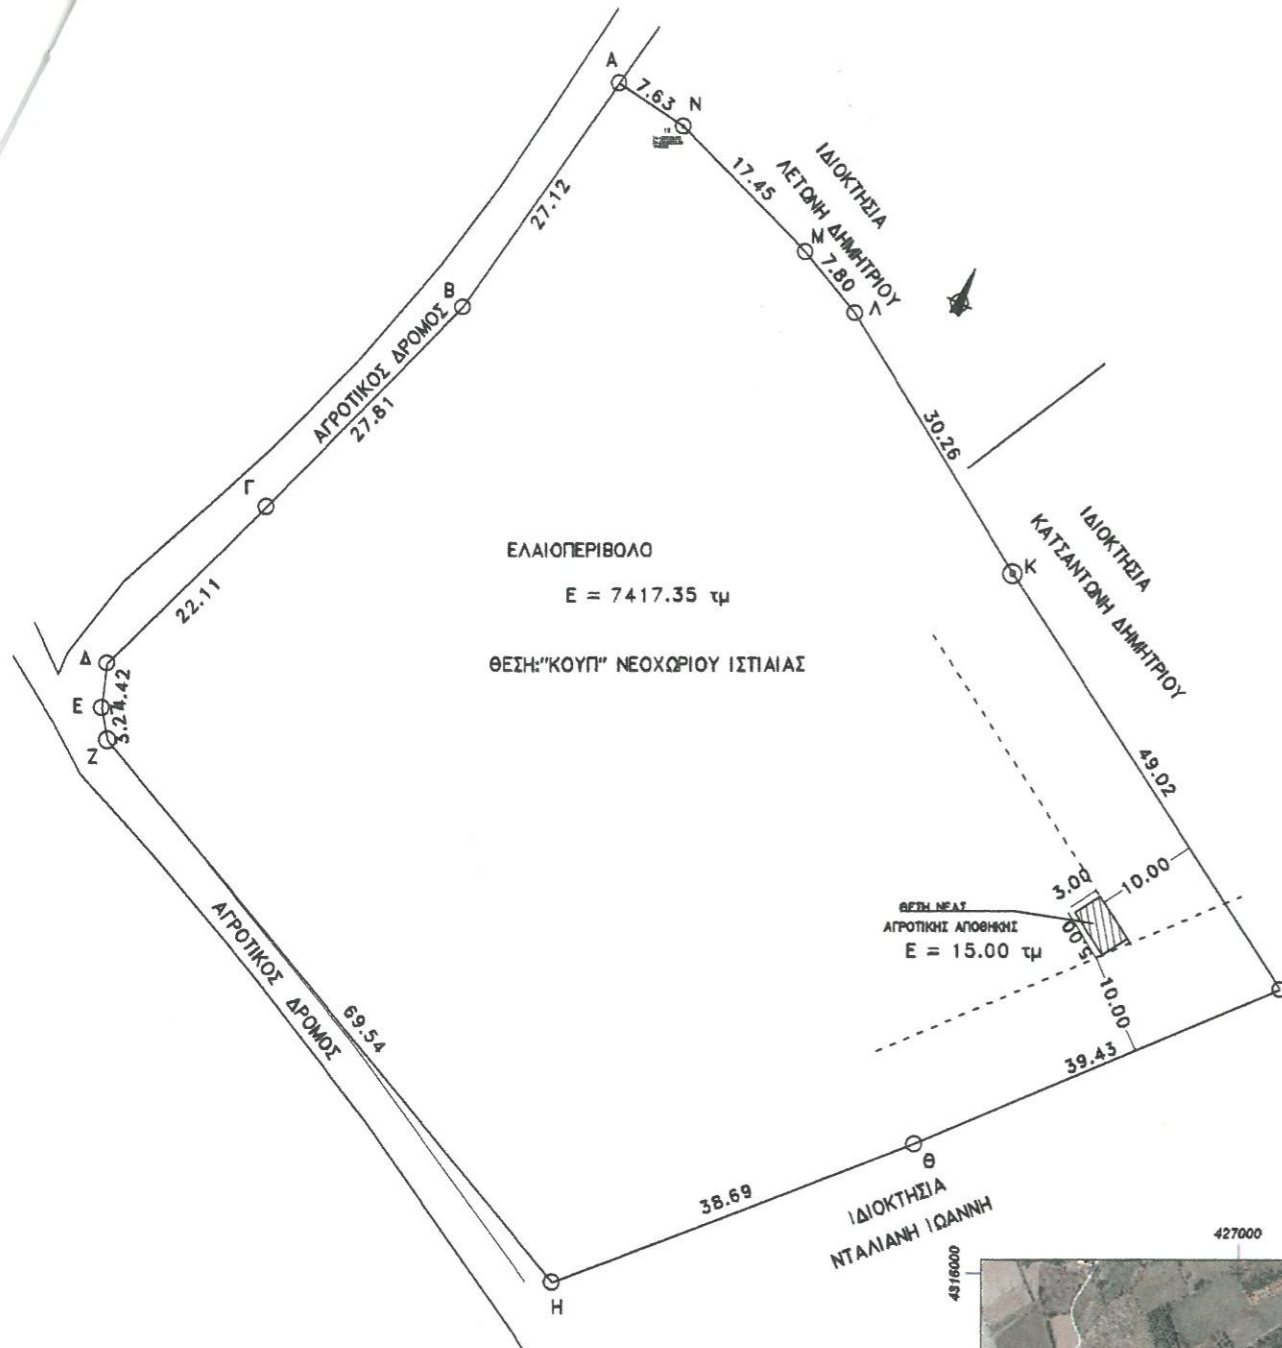 Α
7.63
Ν
17.45
ΙΔΙΟΚΤΗΣΙΑ
ΛΕΤΩΝΗ ΔΗΜΗΤΡΙΟΥ
Μ
7.80
Λ
27.12
Β
ΑΓΡΟΤΙΚΟΣ ΔΡΟΜΟΣ
27.81
30.26
Γ
ΕΛΑΙΟΠΕΡΙΒΟΛΟ
Ε = 7417.35 τμ
ΘΕΣΗ:"ΚΟΥΠ" ΝΕΟΧΩΡΙΟΥ ΙΣΤΙΑΙΑΣ
Κ
ΙΔΙΟΚΤΗΣΙΑ
ΚΑΤΣΑΝΤΩΝΗ ΔΗΜΗΤΡΙΟΥ
22.11
Δ
4.42
Ε
Ζ
49.02
3.00
10.00
ΘΕΣΗ ΝΕΑΣ
ΑΓΡΟΤΙΚΗΣ ΑΠΟΘΗΚΗΣ
Ε = 15.00 τμ
5.00
10.00
ΑΓΡΟΤΙΚΟΣ ΔΡΟΜΟΣ
69.54
39.43
Θ
38.69
ΙΔΙΟΚΤΗΣΙΑ
ΝΤΑΛΙΑΝΗ ΙΩΑΝΝΗ
Η
427000
4316000